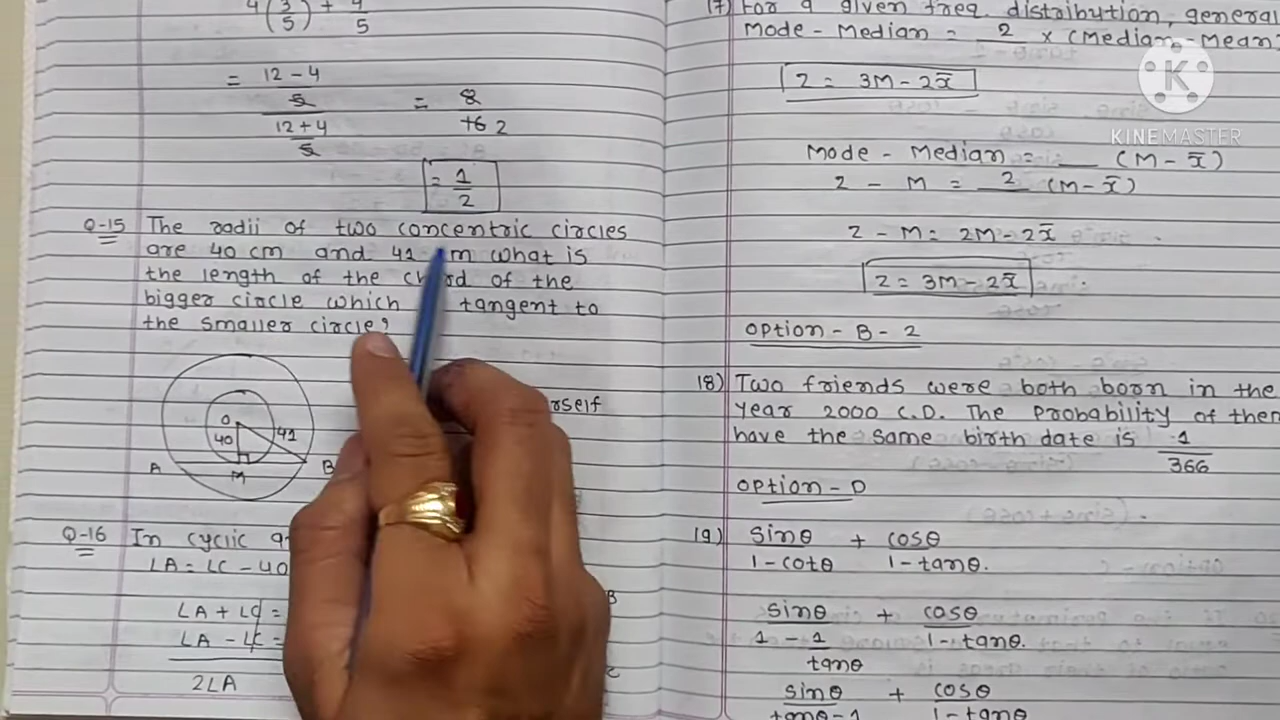 4(3/5) + 4/5
= 12 - 4
5
12 + 4
5
= 8
+6 2
= 1/2
Q-15 The radii of two concentric circles
are 40 cm and 41 cm what is
the length of the chord of the
bigger circle which tangent to
the smaller circle?
O
40
41
A
M
B
rself
Q-16 In cyclic
∠A = ∠C - 40
∠A + ∠C =
∠A - ∠C =
2∠A
B
C
17) For a given freq. distribution, general
Mode - Median = 2 × (Median - Mean
Z = 3M - 2x̄
KINEMASTER
Mode - Median = __ (M - x̄)
Z - M = 2 (M - x̄)
Z - M = 2M - 2x̄
Z = 3M - 2x̄
Option - B - 2
18) Two friends were both born in the
Year 2000 C.D. The Probability of them
have the same birth date is 1/366
Option - D
19) sinθ/1 - cotθ + cosθ/1 - tanθ.
sinθ/1 - 1/tanθ + cosθ/1 - tanθ.
sinθ/tanθ - 1 + cosθ/1 - tanθ